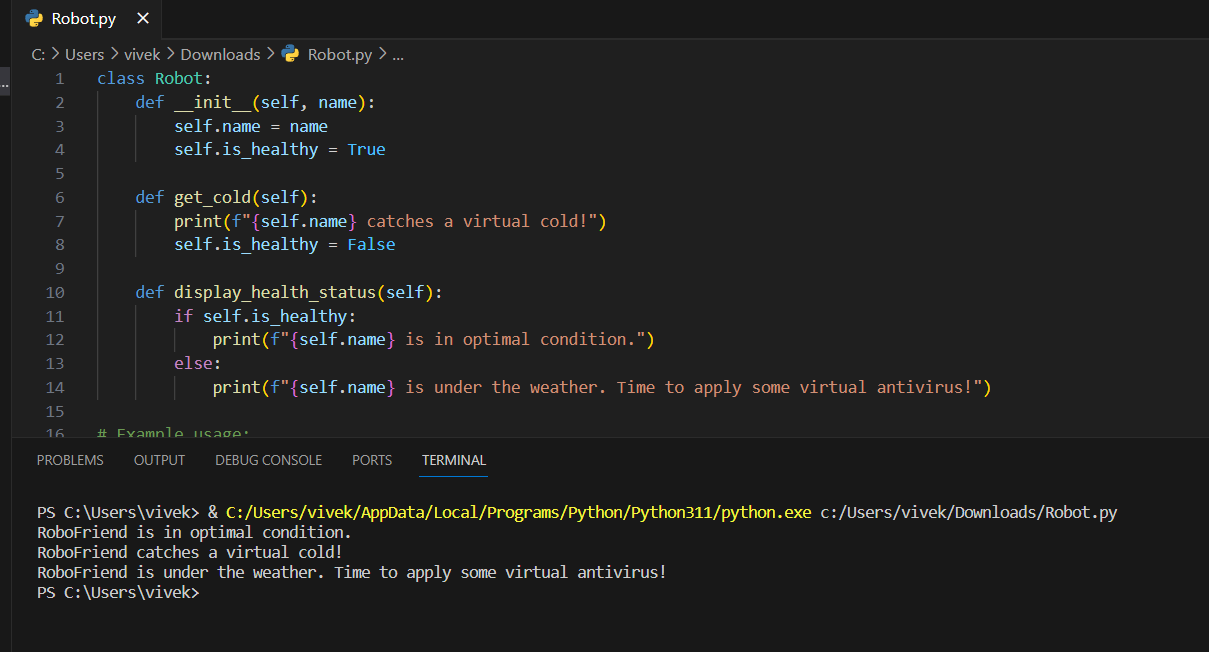 Robot.py ×
C: > Users > vivek > Downloads > Robot.py > ...
...
1 class Robot:
2     def __init__(self, name):
3         self.name = name
4         self.is_healthy = True
5
6     def get_cold(self):
7         print(f"{self.name} catches a virtual cold!")
8         self.is_healthy = False
9
10     def display_health_status(self):
11         if self.is_healthy:
12             print(f"{self.name} is in optimal condition.")
13         else:
14             print(f"{self.name} is under the weather. Time to apply some virtual antivirus!")
15
16 # Example usage:
PROBLEMS OUTPUT DEBUG CONSOLE PORTS TERMINAL
PS C:\Users\vivek> & C:/Users/vivek/AppData/Local/Programs/Python/Python311/python.exe c:/Users/vivek/Downloads/Robot.py
RoboFriend is in optimal condition.
RoboFriend catches a virtual cold!
RoboFriend is under the weather. Time to apply some virtual antivirus!
PS C:\Users\vivek>